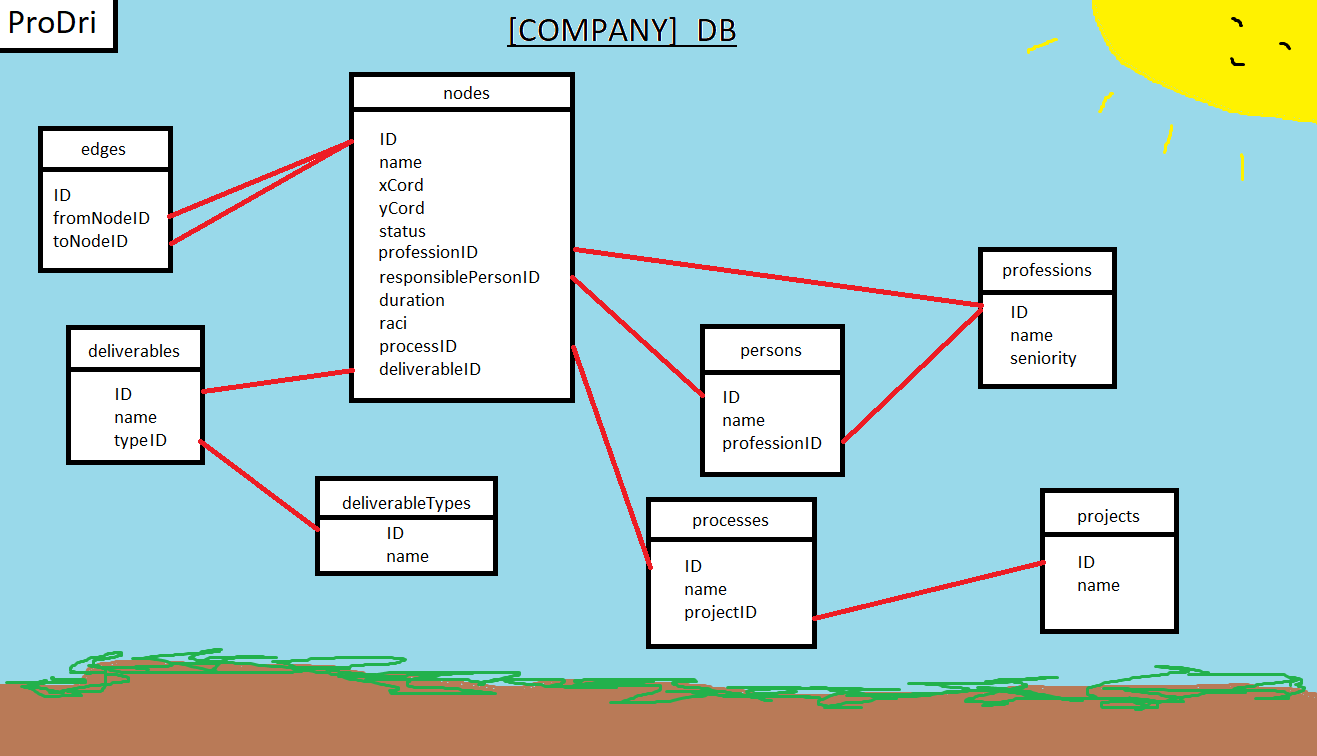 ProDri
[COMPANY] DB
nodes
ID
name
xCord
yCord
status
professionID
responsiblePersonID
duration
raci
processID
deliverableID
edges
ID
fromNodeID
toNodeID
deliverables
ID
name
typeID
deliverableTypes
ID
name
persons
ID
name
professionID
professions
ID
name
seniority
processes
ID
name
projectID
projects
ID
name